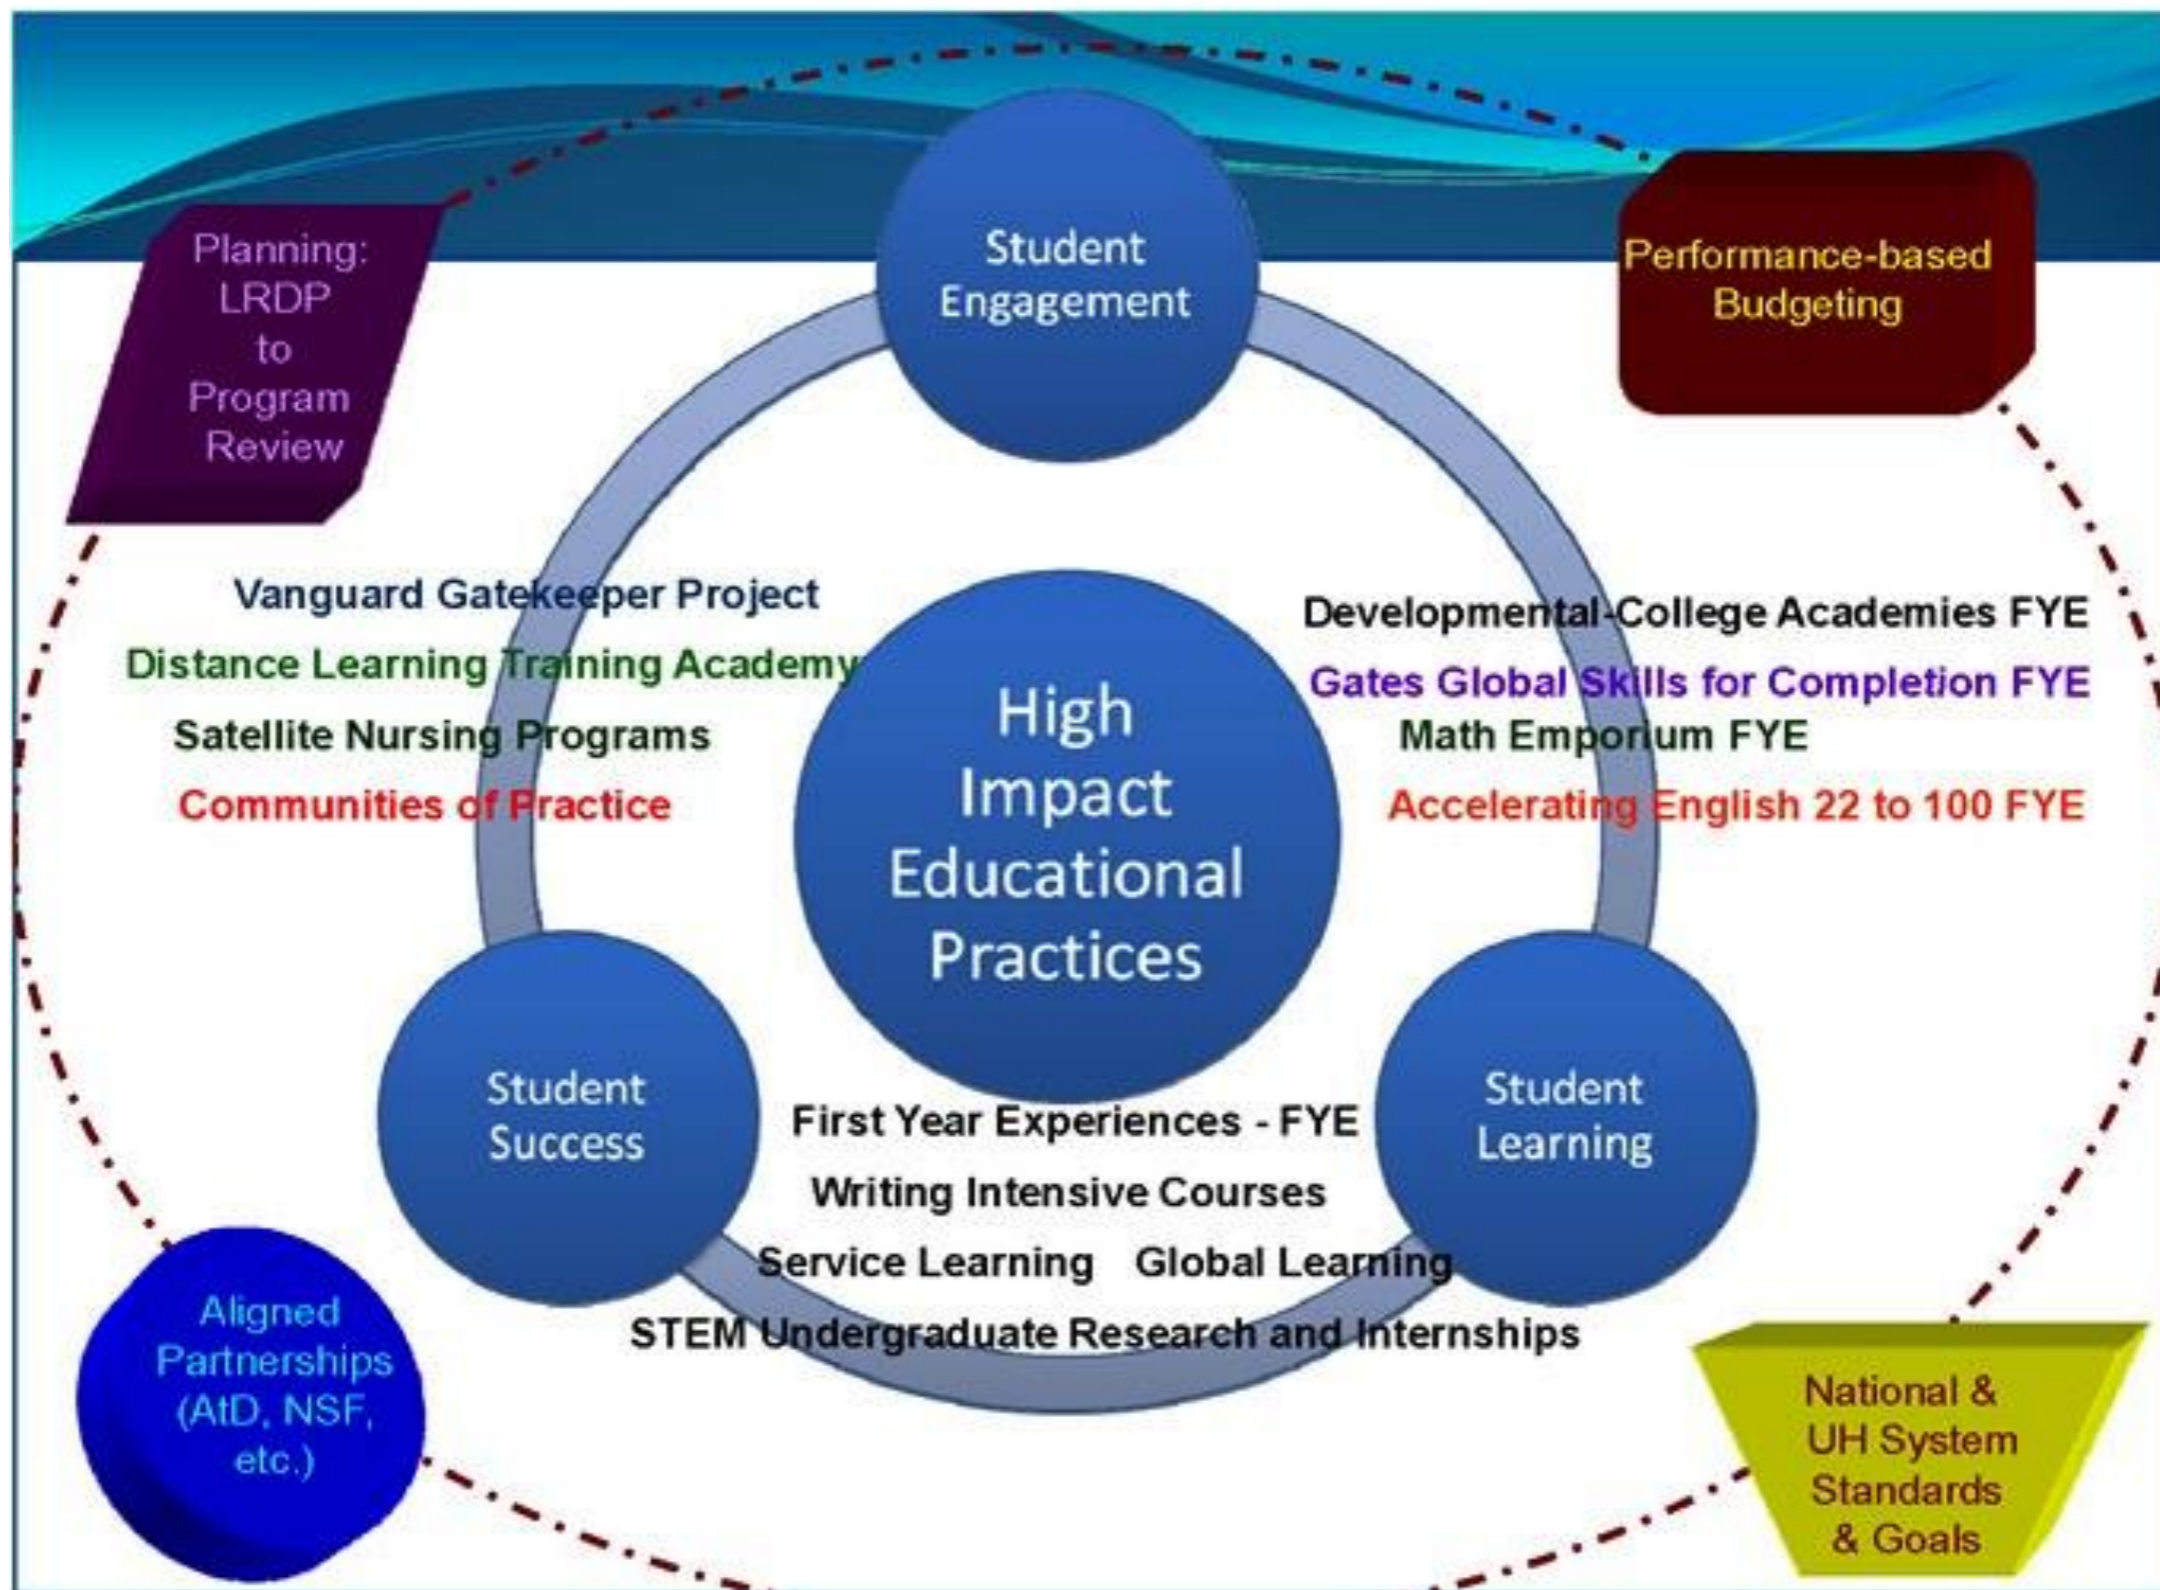 Student
Engagement
Planning:
LRDP
to
Program
Review
Performance-based
Budgeting
Vanguard Gatekeeper Project
Distance Learning Training Academy
Satellite Nursing Programs
Communities of Practice
High
Impact
Educational
Practices
Developmental-College Academies FYE
Gates Global Skills for Completion FYE
Math Emporium FYE
Accelerating English 22 to 100 FYE
Student
Success
First Year Experiences - FYE
Writing Intensive Courses
Service Learning Global Learning
STEM Undergraduate Research and Internships
Student
Learning
Aligned
Partnerships
(AtD, NSF,
etc.)
National &
UH System
Standards
& Goals